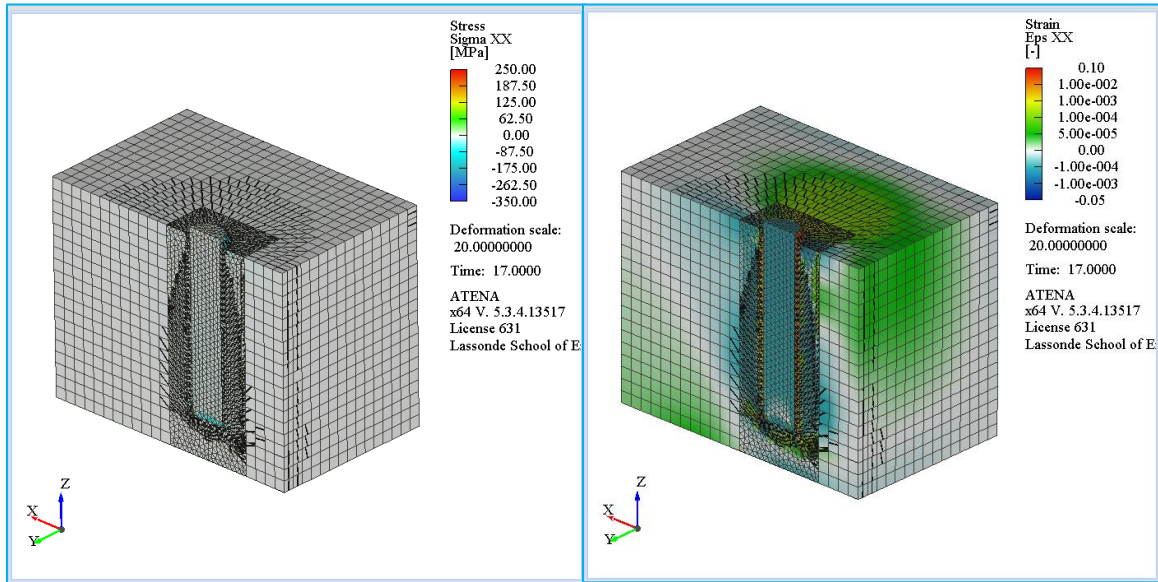 Stress
Sigma XX
[MPa]
250.00
187.50
125.00
62.50
0.00
-87.50
-175.00
-262.50
-350.00
Deformation scale:
20.00000000
Time: 17.0000
ATENA
x64 V. 5.3.4.13517
License 631
Lassonde School of E
Z
X
Y
Strain
Eps XX
[-]
0.10
1.00e-002
1.00e-003
1.00e-004
5.00e-005
0.00
-1.00e-004
-1.00e-003
-0.05
Deformation scale:
20.00000000
Time: 17.0000
ATENA
x64 V. 5.3.4.13517
License 631
Lassonde School of E
Z
X
Y